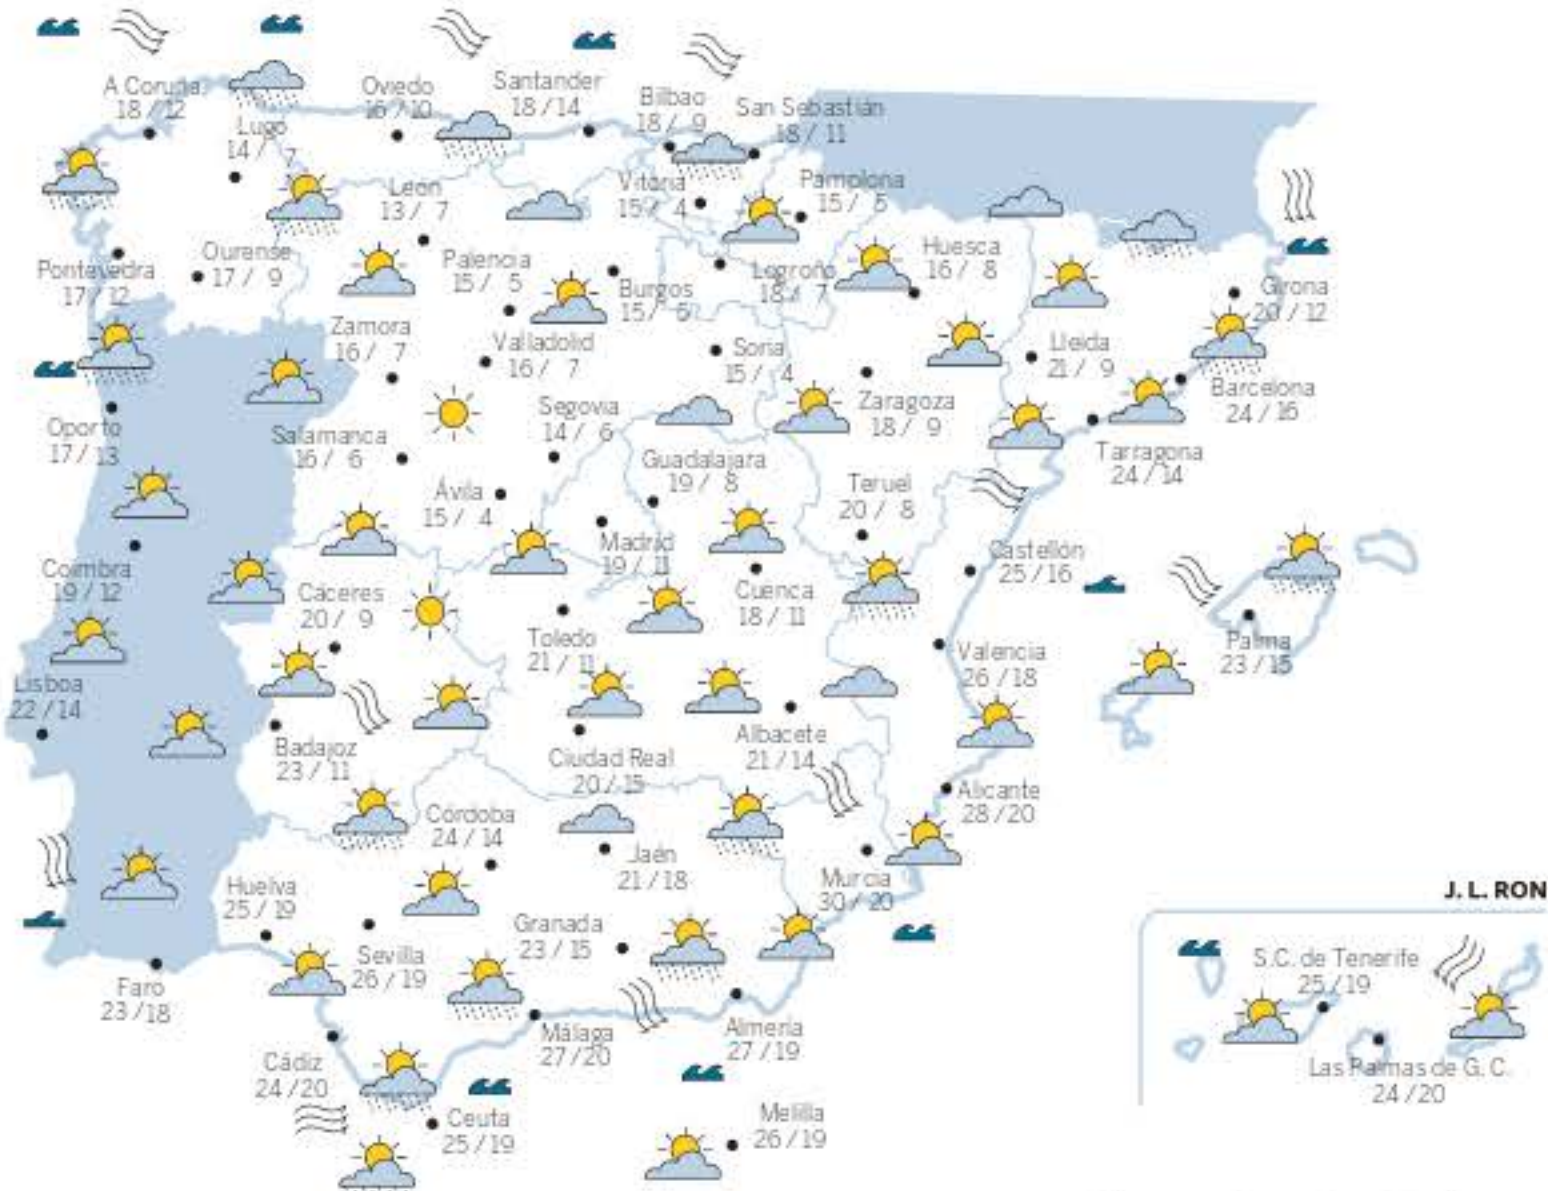 A Coruña
18/12
Oviedo
16/10
Santander
18/14
Bilbao
18/ 9
San Sebastián
18/11
Lugo
14/ 7
León
13/ 7
Vitoria
15/ 4
Pamplona
15/ 5
Pontevedra
17/12
Ourense
17/ 9
Palencia
15/ 5
Burgos
15/ 5
Logroño
18/ 7
Huesca
16/ 8
Girona
20/12
Zamora
16/ 7
Valladolid
16/ 7
Soria
15/ 4
Lleida
21/ 9
Barcelona
24/16
Oporto
17/13
Salamanca
16/ 6
Segovia
14/ 6
Zaragoza
18/ 9
Tarragona
24/14
Ávila
15/ 4
Guadalajara
19/ 8
Teruel
20/ 8
Madrid
19/11
Castellón
25/16
Coimbra
19/12
Cáceres
20/ 9
Cuenca
18/11
Toledo
21/11
Valencia
26/18
Palma
23/15
Lisboa
22/14
Badajoz
23/11
Ciudad Real
20/15
Albacete
21/14
Alicante
28/20
Córdoba
24/14
Jaén
21/18
Murcia
30/20
Huelva
25/19
Sevilla
26/19
Granada
23/15
J. L. RON
S.C. de Tenerife
25/19
Faro
23/18
Málaga
27/20
Almería
27/19
Cádiz
24/20
Las Palmas de G. C.
24/20
Ceuta
25/19
Melilla
26/19